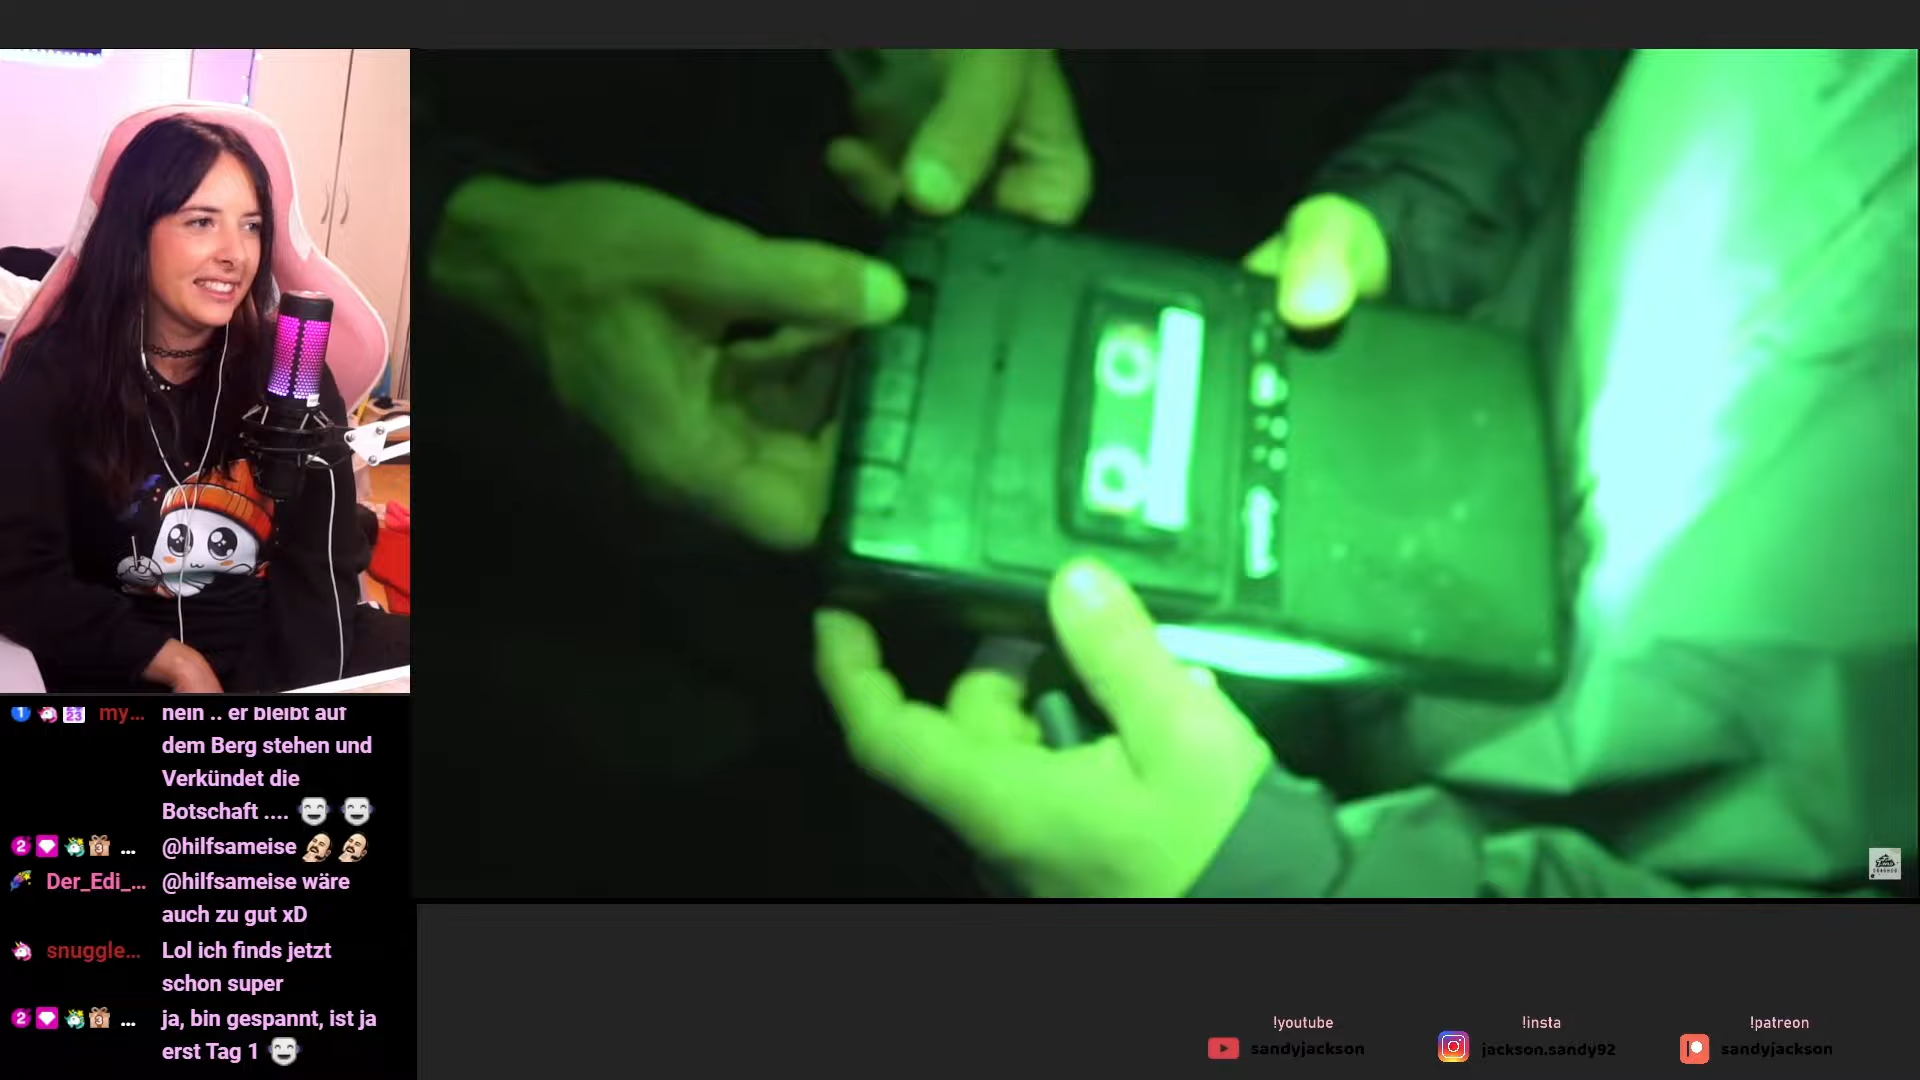 my... nein .. er bleibt auf
dem Berg stehen und
Verkündet die
Botschaft ....
... @hilfsameise
Der_Edi_... @hilfsameise wäre
auch zu gut xD
snuggle... Lol ich finds jetzt
schon super
... ja, bin gespannt, ist ja
erst Tag 1
!youtube
sandyjackson
!insta
jackson.sandy92
!patreon
sandyjackson